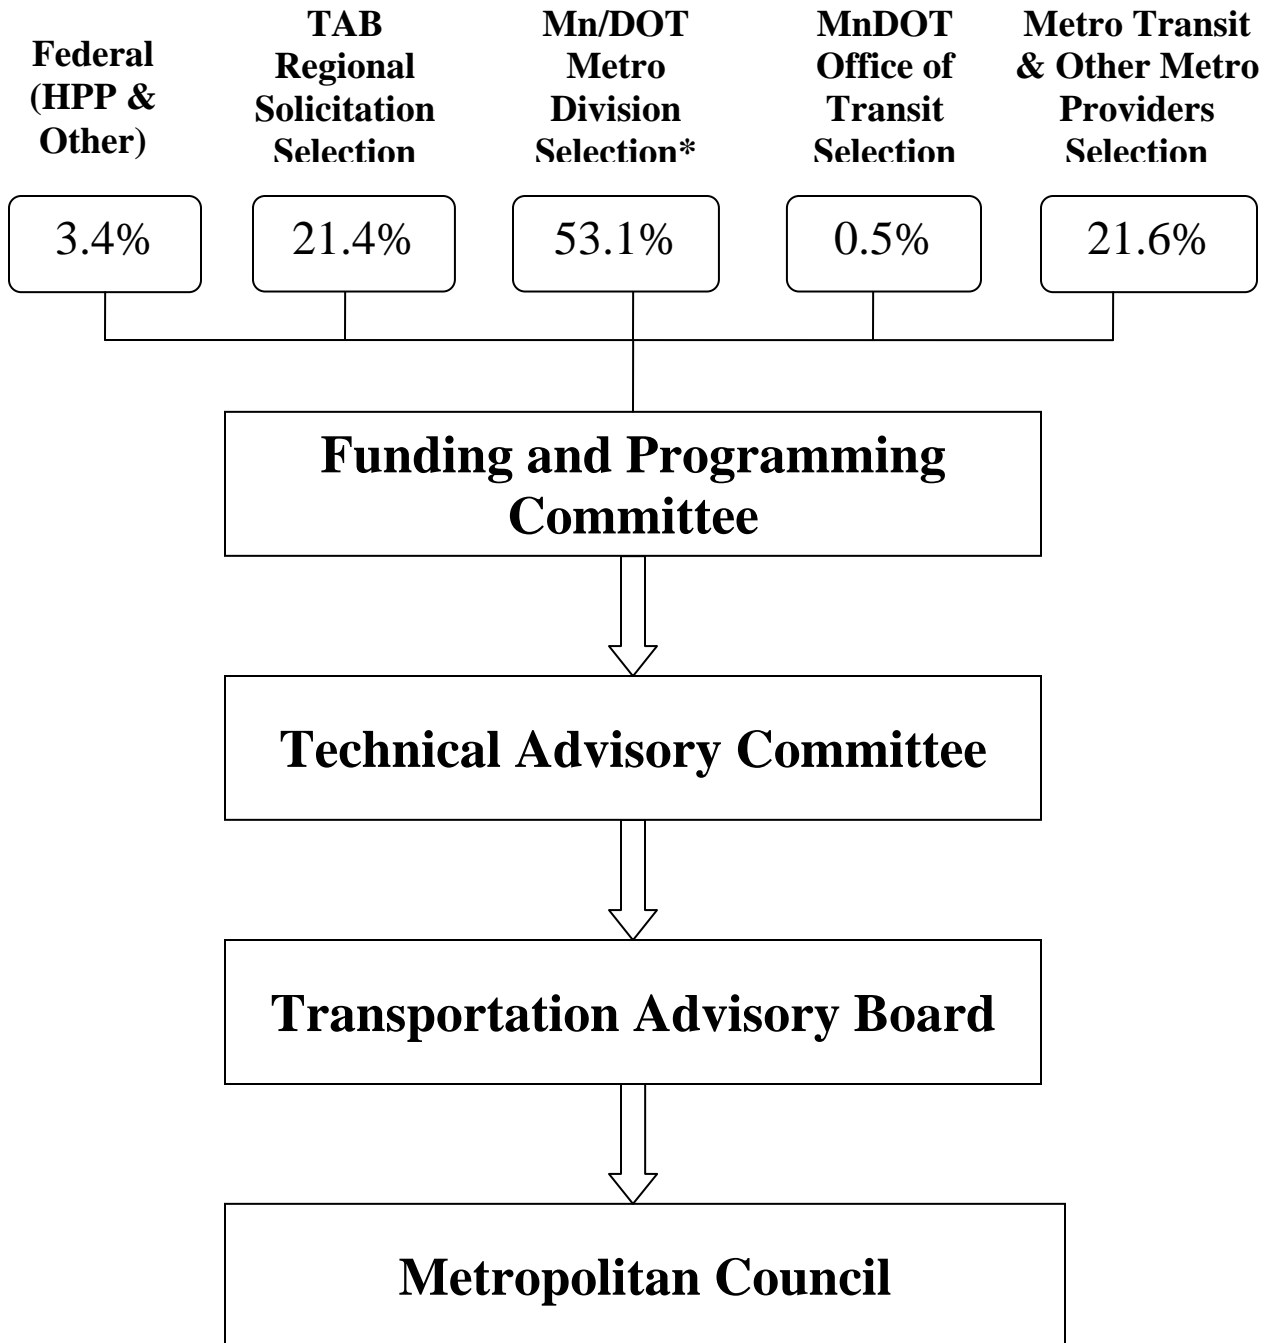 Federal
(HPP &
Other)
TAB
Regional
Solicitation
Selection
Mn/DOT
Metro
Division
Selection*
MnDOT
Office of
Transit
Selection
Metro Transit
& Other Metro
Providers
Selection
3.4%
21.4%
53.1%
0.5%
21.6%
Funding and Programming
Committee
Technical Advisory Committee
Transportation Advisory Board
Metropolitan Council